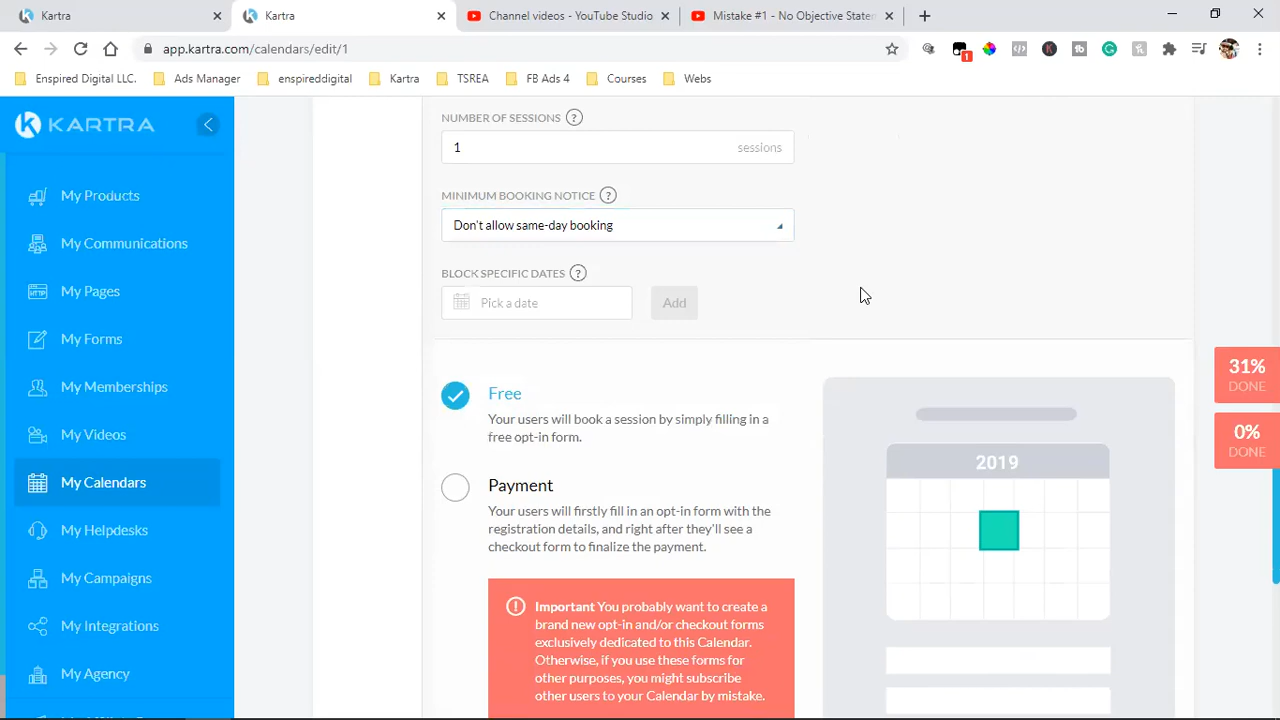 Kartra
Kartra
Channel videos - YouTube Studio
Mistake #1 - No Objective Stater
app.kartra.com/calendars/edit/1
1
Enspired Digital LLC.
Ads Manager
enspireddigital
Kartra
TSREA
FB Ads 4
Courses
Webs
KARTRA
My Products
My Communications
My Pages
My Forms
My Memberships
My Videos
My Calendars
My Helpdesks
My Campaigns
My Integrations
My Agency
NUMBER OF SESSIONS ?
1 sessions
MINIMUM BOOKING NOTICE ?
Don't allow same-day booking
BLOCK SPECIFIC DATES ?
Pick a date
Add
Free
Your users will book a session by simply filling in a
free opt-in form.
Payment
Your users will firstly fill in an opt-in form with the
registration details, and right after they'll see a
checkout form to finalize the payment.
Important You probably want to create a
brand new opt-in and/or checkout forms
exclusively dedicated to this Calendar.
Otherwise, if you use these forms for
other purposes, you might subscribe
other users to your Calendar by mistake.
2019
31%
DONE
0%
DONE